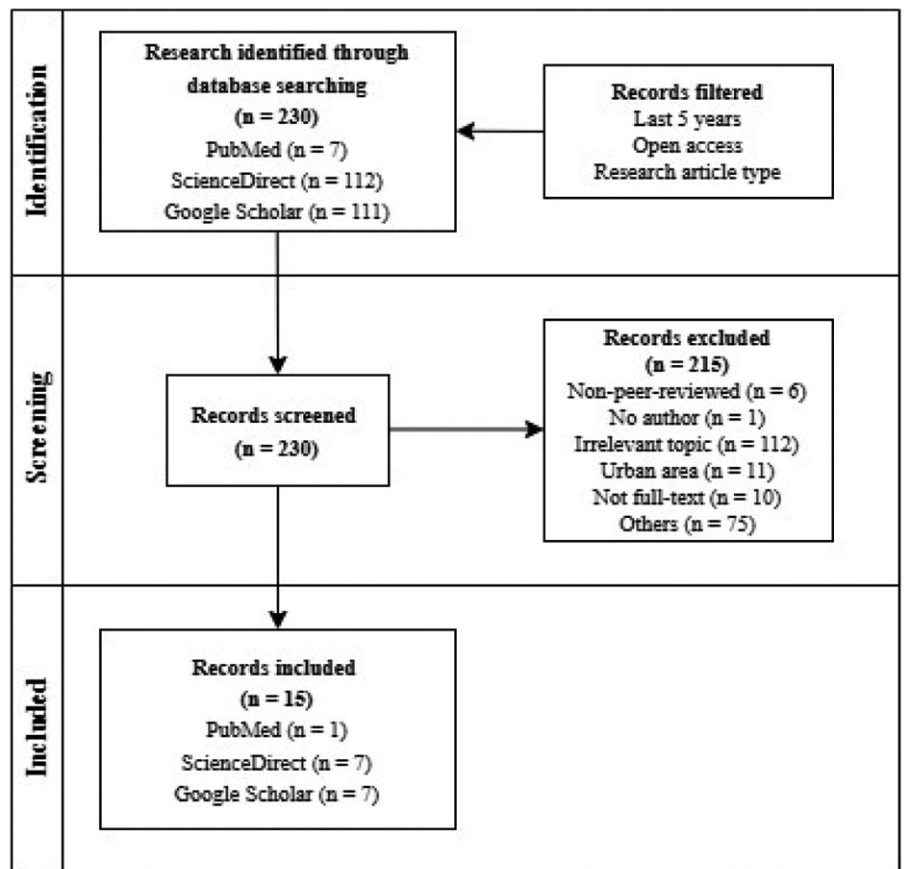 Identification
Research identified through
database searching
(n = 230)
PubMed (n = 7)
ScienceDirect (n = 112)
Google Scholar (n = 111)
Records filtered
Last 5 years
Open access
Research article type
Screening
Records screened
(n = 230)
Records excluded
(n = 215)
Non-peer-reviewed (n = 6)
No author (n = 1)
Irrelevant topic (n = 112)
Urban area (n = 11)
Not full-text (n = 10)
Others (n = 75)
Included
Records included
(n = 15)
PubMed (n = 1)
ScienceDirect (n = 7)
Google Scholar (n = 7)